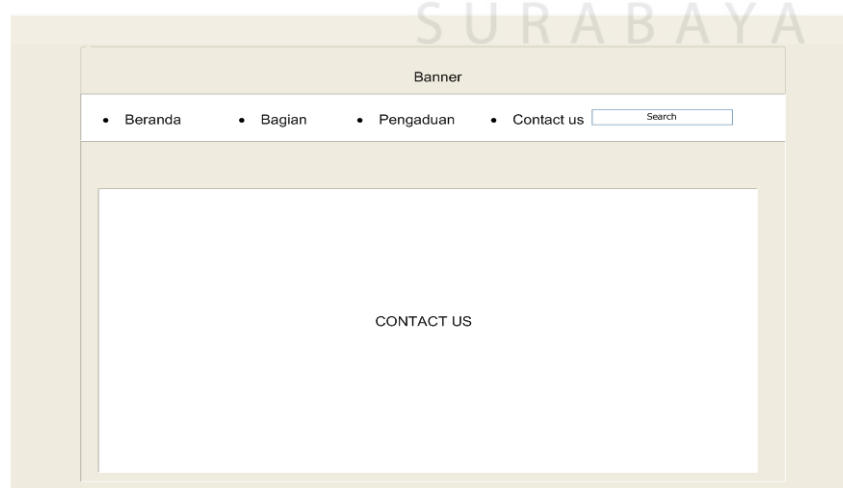 SURABAYA
Banner
• Beranda • Bagian • Pengaduan • Contact us Search
CONTACT US